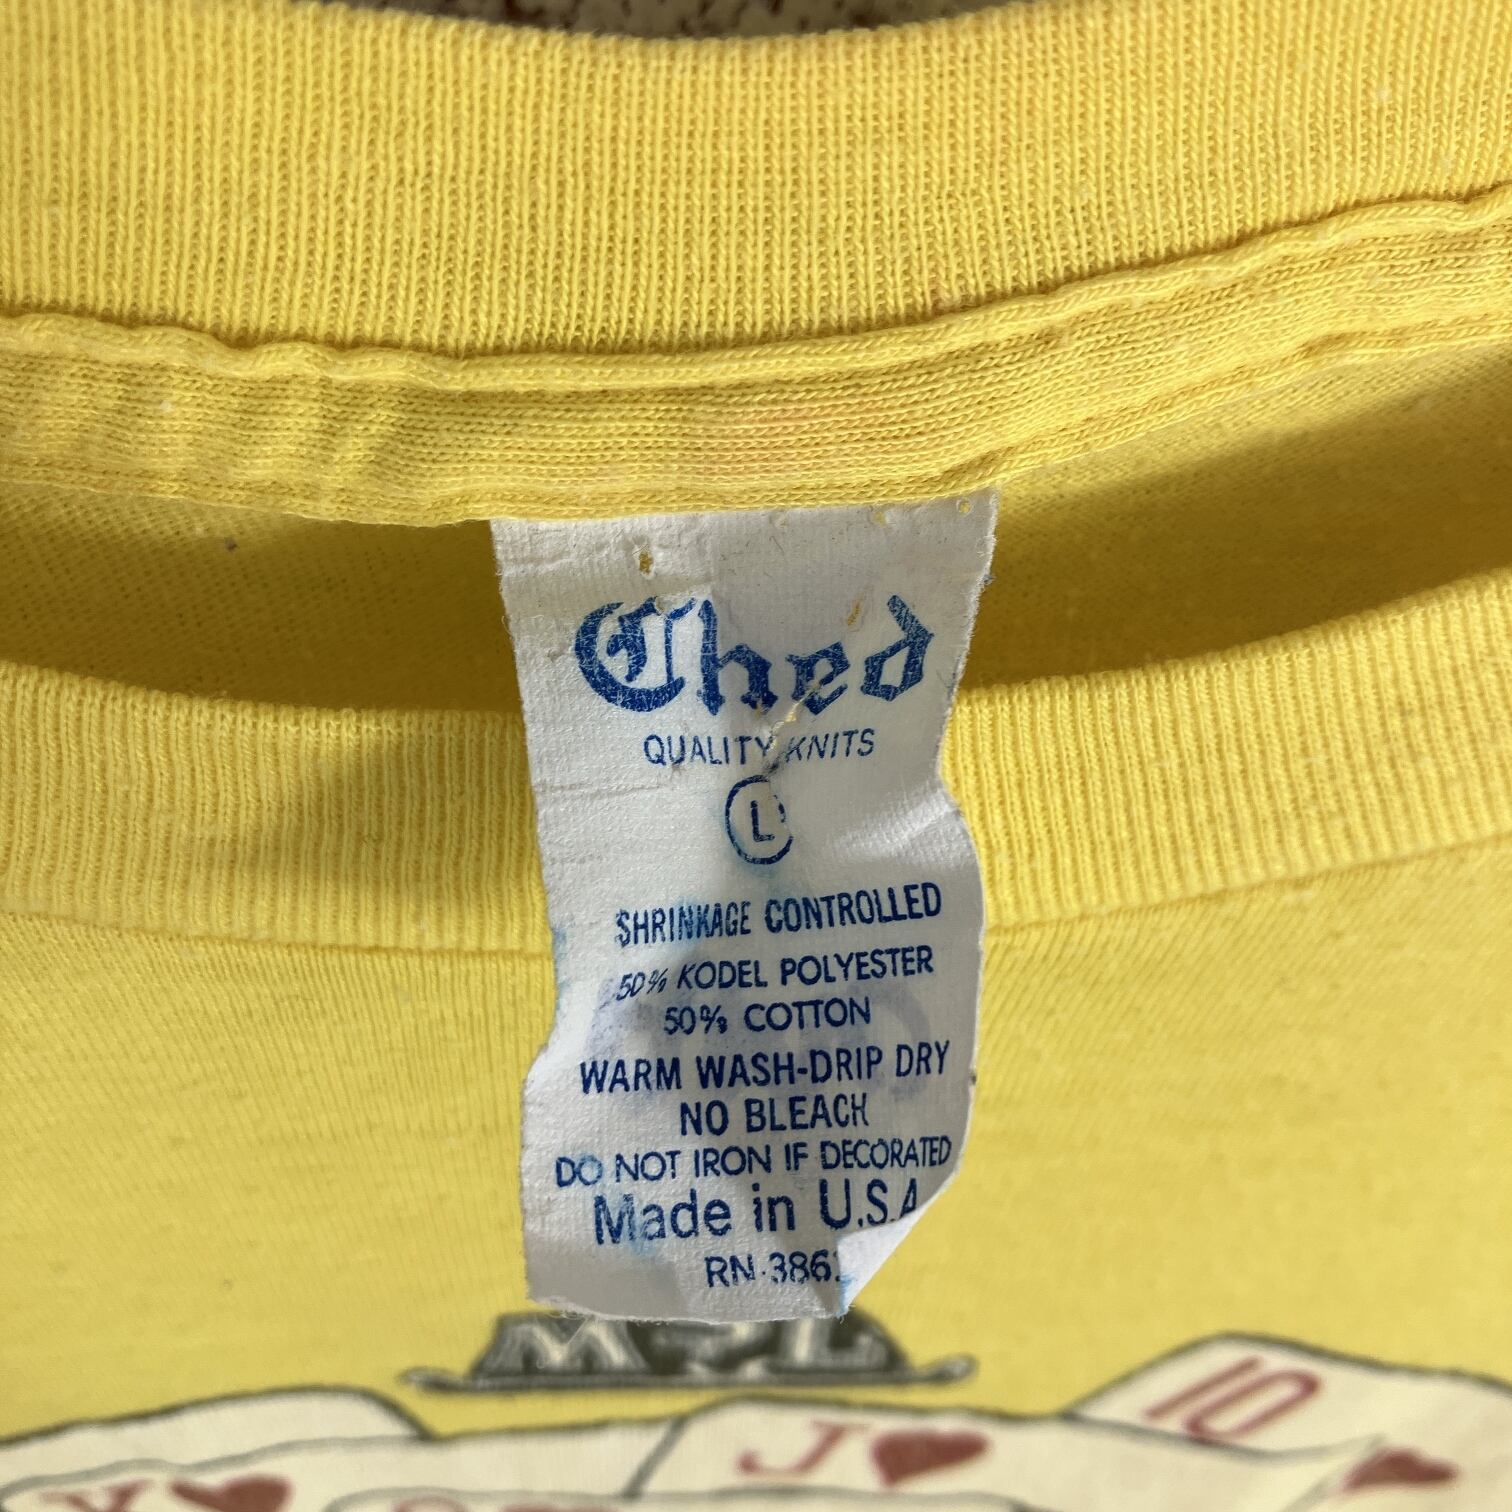 Ched
QUALITY KNITS
L
SHRINKAGE CONTROLLED
50% KODEL POLYESTER
50% COTTON
WARM WASH-DRIP DRY
NO BLEACH
DO NOT IRON IF DECORATED
Made in U.S.A
10
J
K